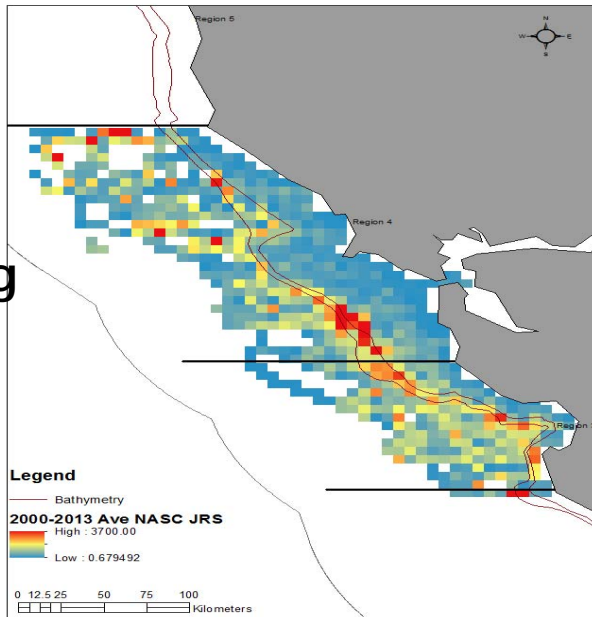 Region 5
N
W E
S
Region 4
g
Region
Legend
Bathymetry
2000-2013 Ave NASC JRS
High : 3700.00
Low : 0.679492
0 12.5 25 50 75 100
Kilometers